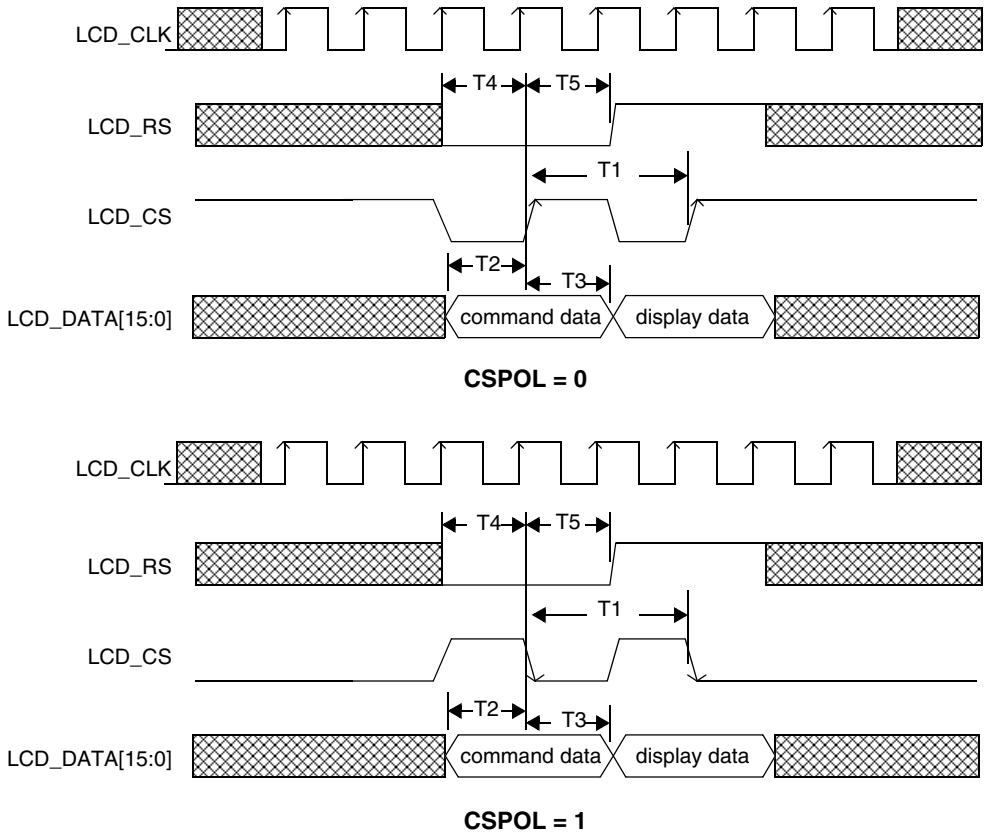 LCD_CLK
T4 T5
LCD_RS
T1
LCD_CS
T2
T3
LCD_DATA[15:0] command data display data
CSPOL = 0
LCD_CLK
T4 T5
LCD_RS
T1
LCD_CS
T2
T3
LCD_DATA[15:0] command data display data
CSPOL = 1